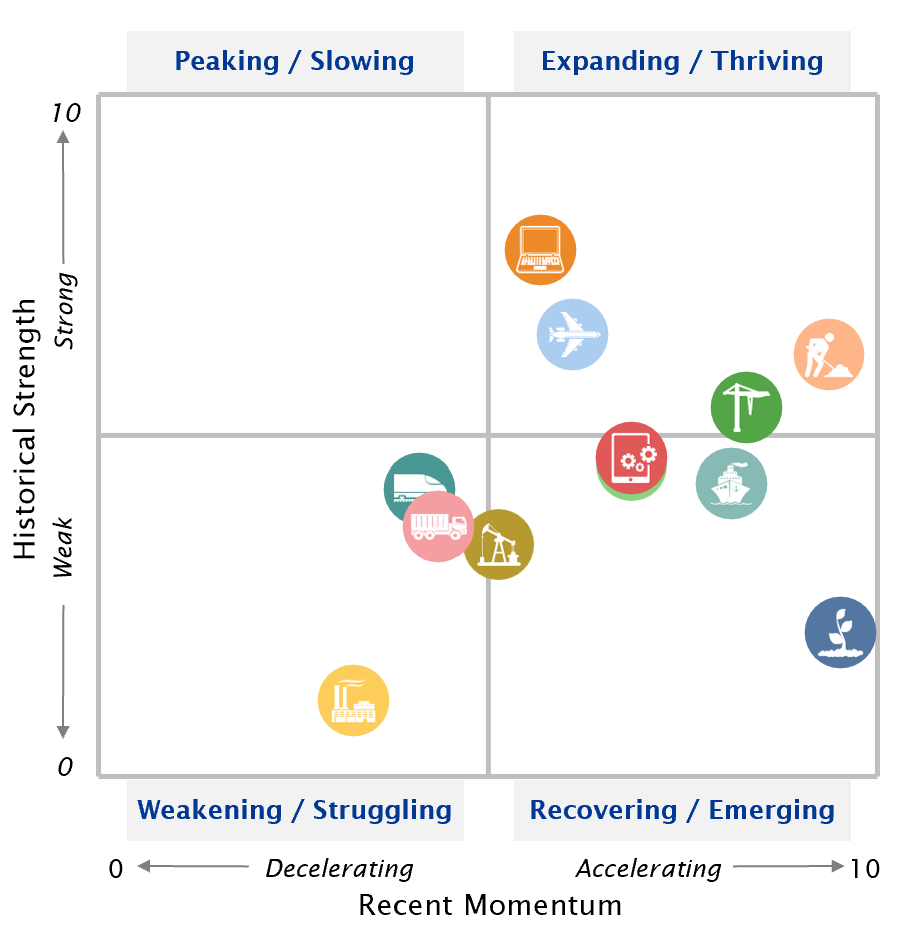 Peaking / Slowing
Expanding / Thriving
10
Strong
Historical Strength
Weak
0
Weakening / Struggling
Recovering / Emerging
0
Decelerating
Accelerating
10
Recent Momentum